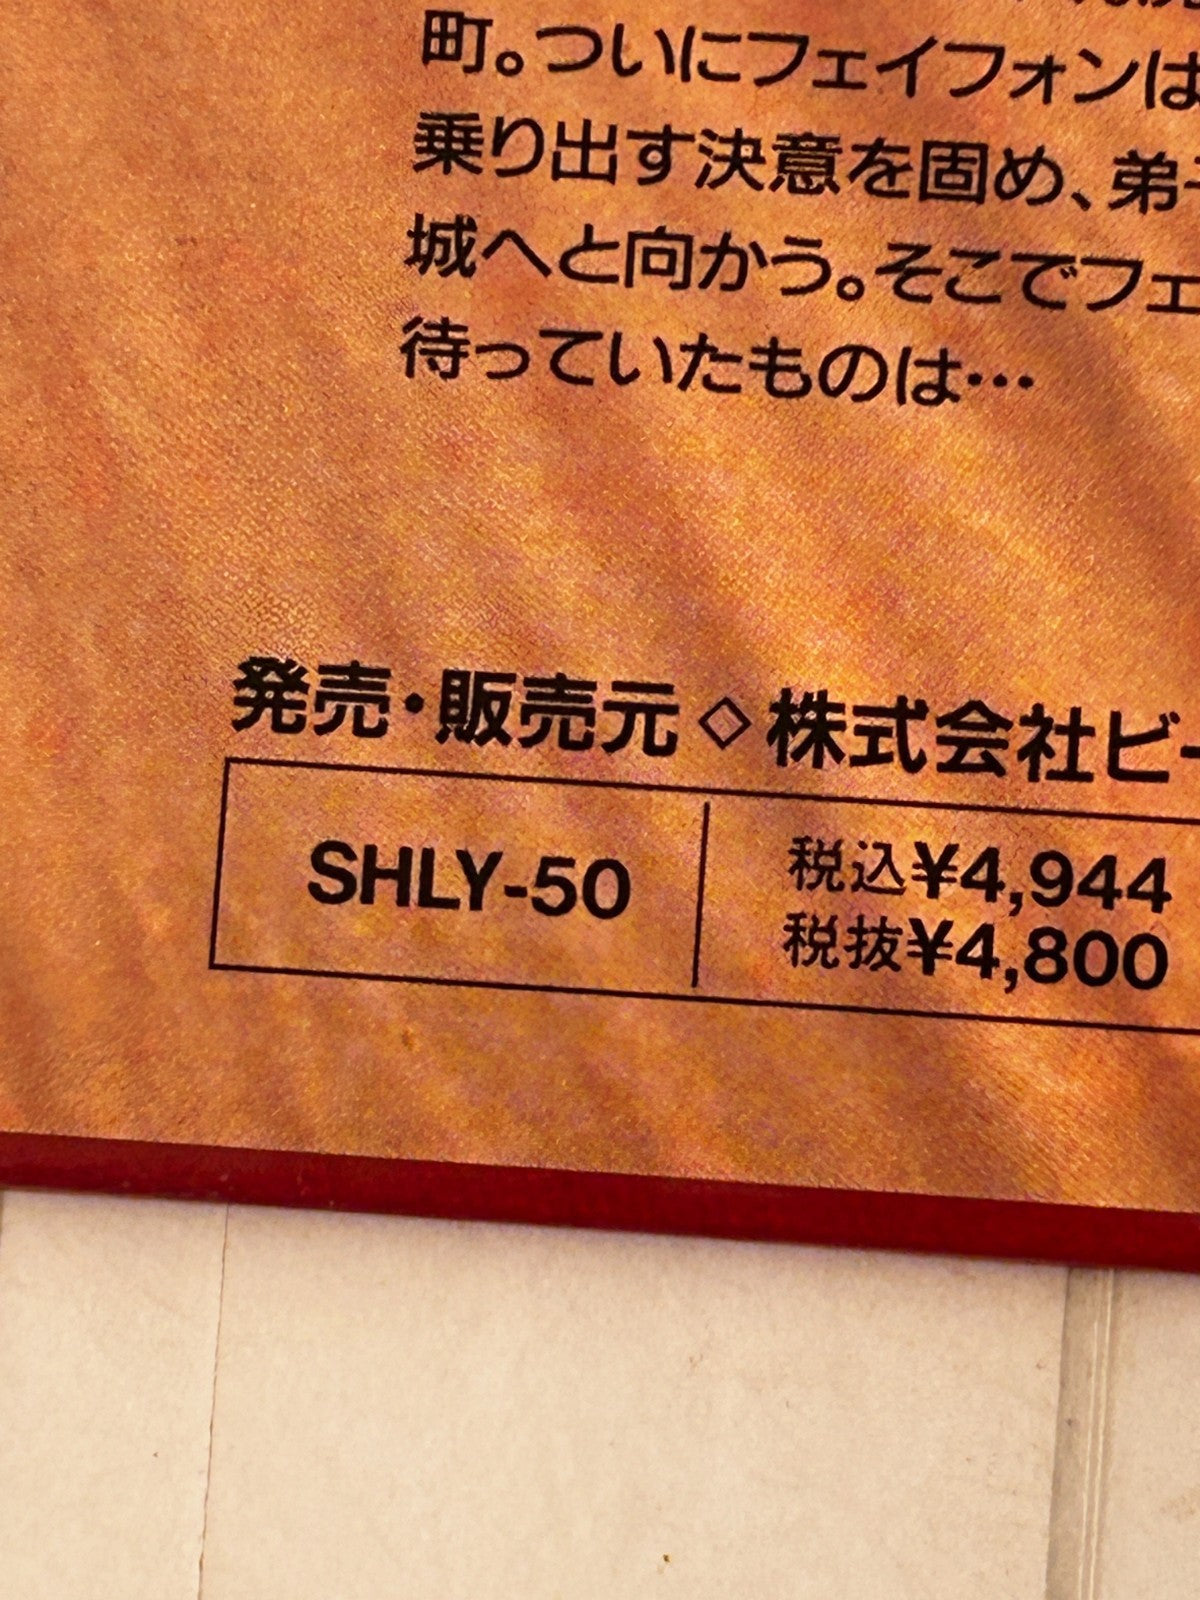 町。ついにフェイフォンは
乗り出す決意を固め、弟
城へと向かう。そこでフェ
待っていたものは…
発売・販売元◇株式会社ビー
SHLY-50
税込¥4,944
税抜¥4,800